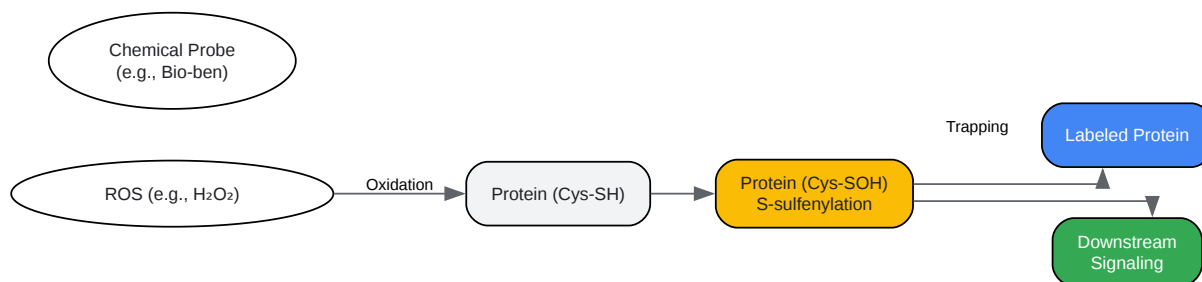 Chemical Probe
(e.g., Bio-ben)
Trapping
Labeled Protein
ROS (e.g., H₂O₂)
Oxidation
Protein (Cys-SH)
Protein (Cys-SOH)
S-sulfenylation
Downstream
Signaling